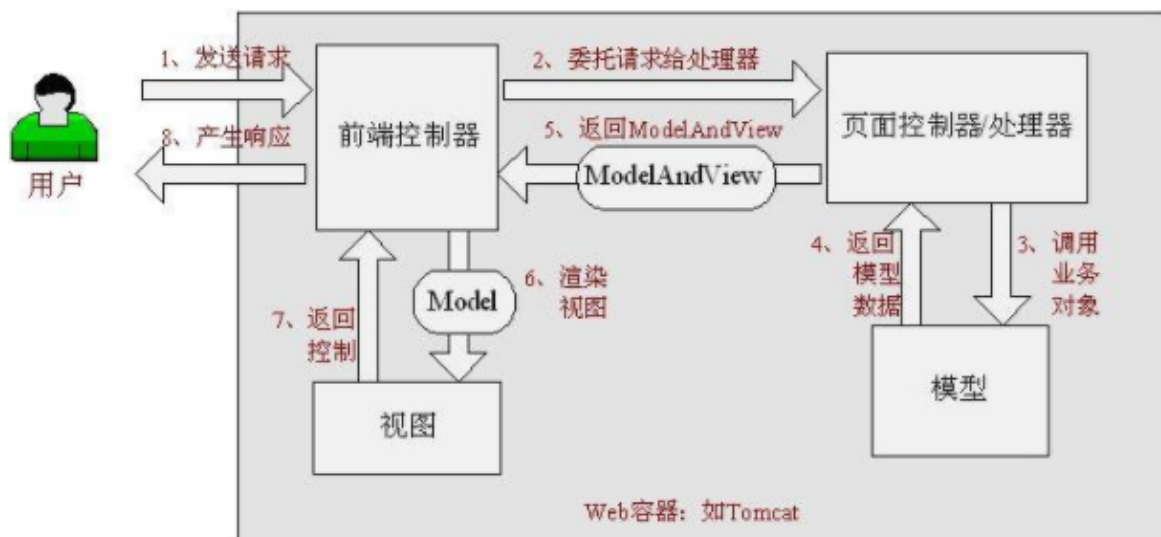 1、发送请求
2、委托请求给处理器
8、产生响应
用户
前端控制器
5、返回ModelAndView
ModelAndView
页面控制器/处理器
4、返回
模型
数据
3、调用
业务
对象
Model
6、渲染
视图
7、返回
控制
视图
模型
Web容器：如Tomcat